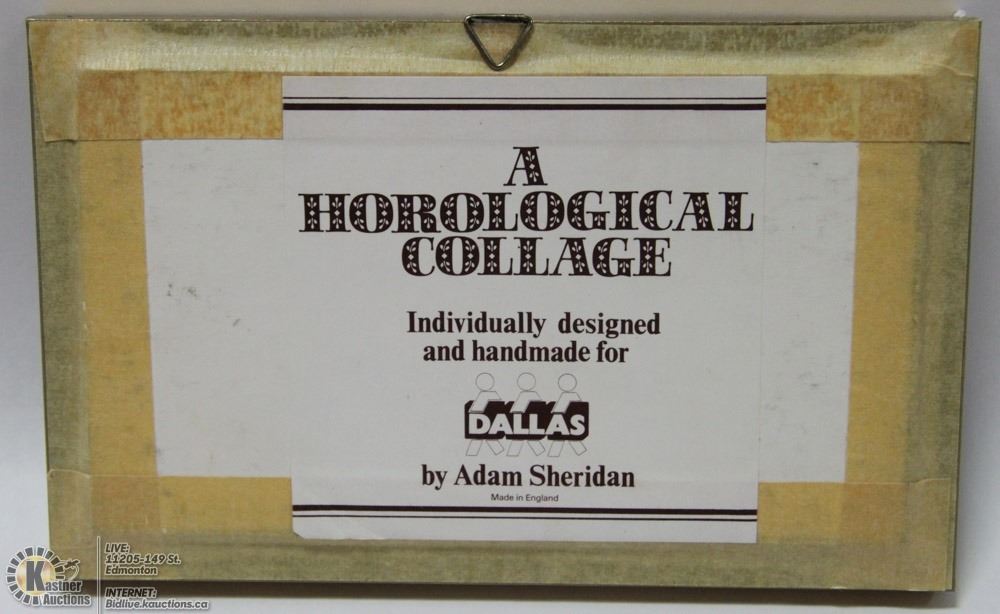 A
HOROLOGICAL
COLLAGE
Individually designed
and handmade for
DALLAS
by Adam Sheridan
Made in England
Kastner
Auctions
LIVE:
11205-149 St.
Edmonton
INTERNET:
Bidlive.kauctions.ca